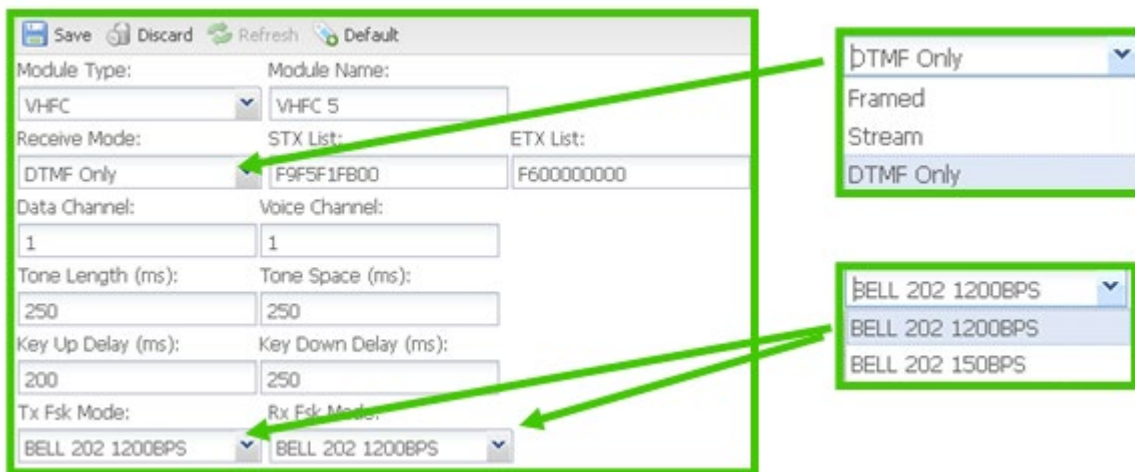 Save Discard Refresh Default
Module Type: Module Name:
VHFC VHFC 5
Receive Mode: STX List: ETX List:
DTMF Only F9F5F1FB00 F600000000
Data Channel: Voice Channel:
1 1
Tone Length (ms): Tone Space (ms):
250 250
Key Up Delay (ms): Key Down Delay (ms):
200 250
Tx Fsk Mode: Rx Fsk Mode:
BELL 202 1200BPS BELL 202 1200BPS
DTMF Only
Framed
Stream
DTMF Only
BELL 202 1200BPS
BELL 202 1200BPS
BELL 202 150BPS